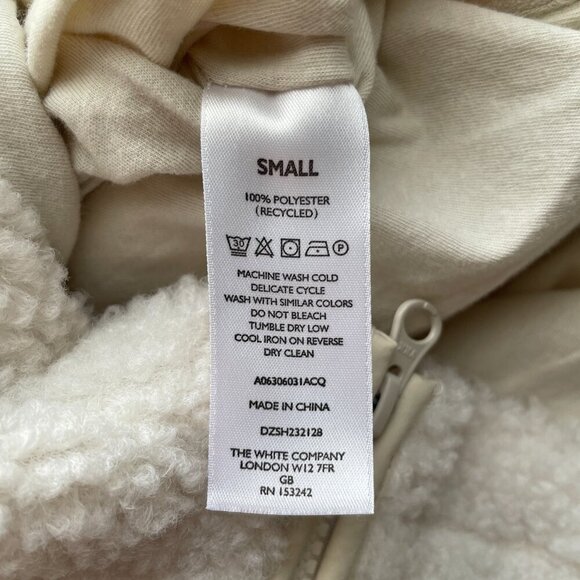 SMALL
100% POLYESTER
(RECYCLED)
30 P
MACHINE WASH COLD
DELICATE CYCLE
WASH WITH SIMILAR COLORS
DO NOT BLEACH
TUMBLE DRY LOW
COOL IRON ON REVERSE
DRY CLEAN
A06306031ACQ
MADE IN CHINA
DZSH232128
THE WHITE COMPANY
LONDON W12 7FR
GB
RN 153242